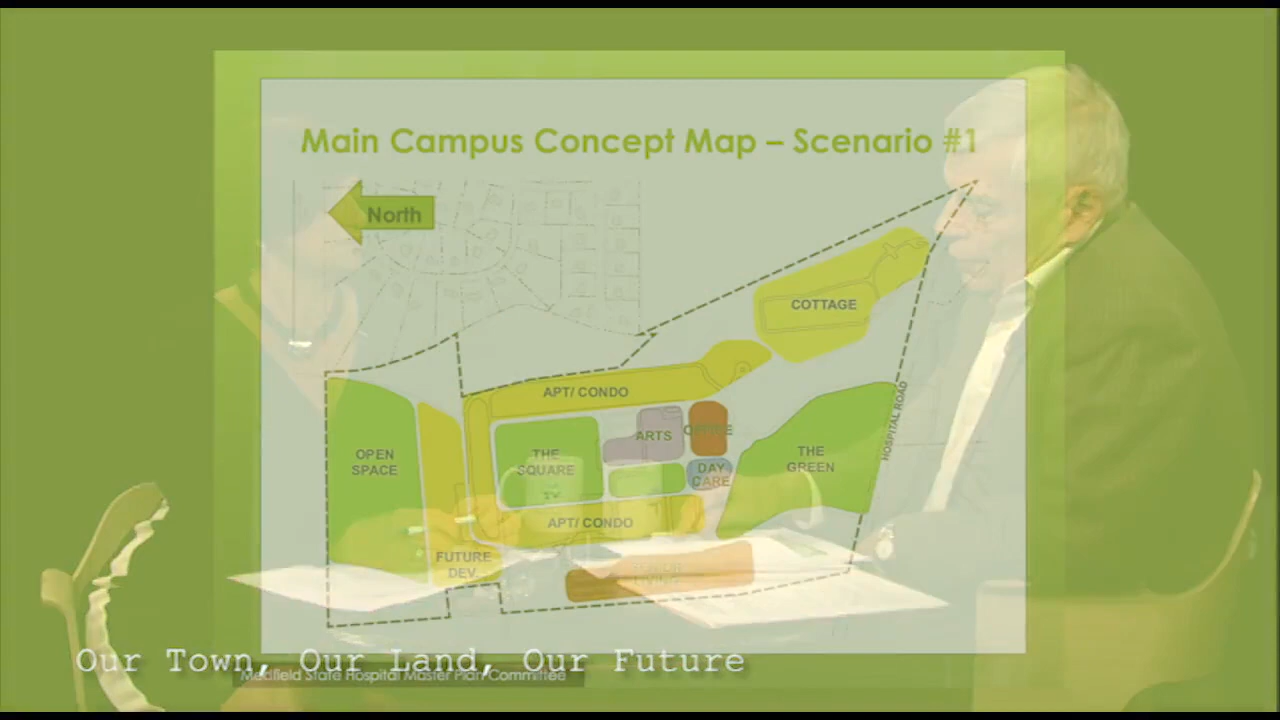 Main Campus Concept Map – Scenario #1
North
COTTAGE
APT/ CONDO
ARTS
OFFICE
HOSPITAL ROAD
OPEN
SPACE
THE
SQUARE
DAY
CARE
THE
GREEN
APT/ CONDO
FUTURE
DEV.
Our Town, Our Land, Our Future
Medfield State Hospital Master Plan Committee